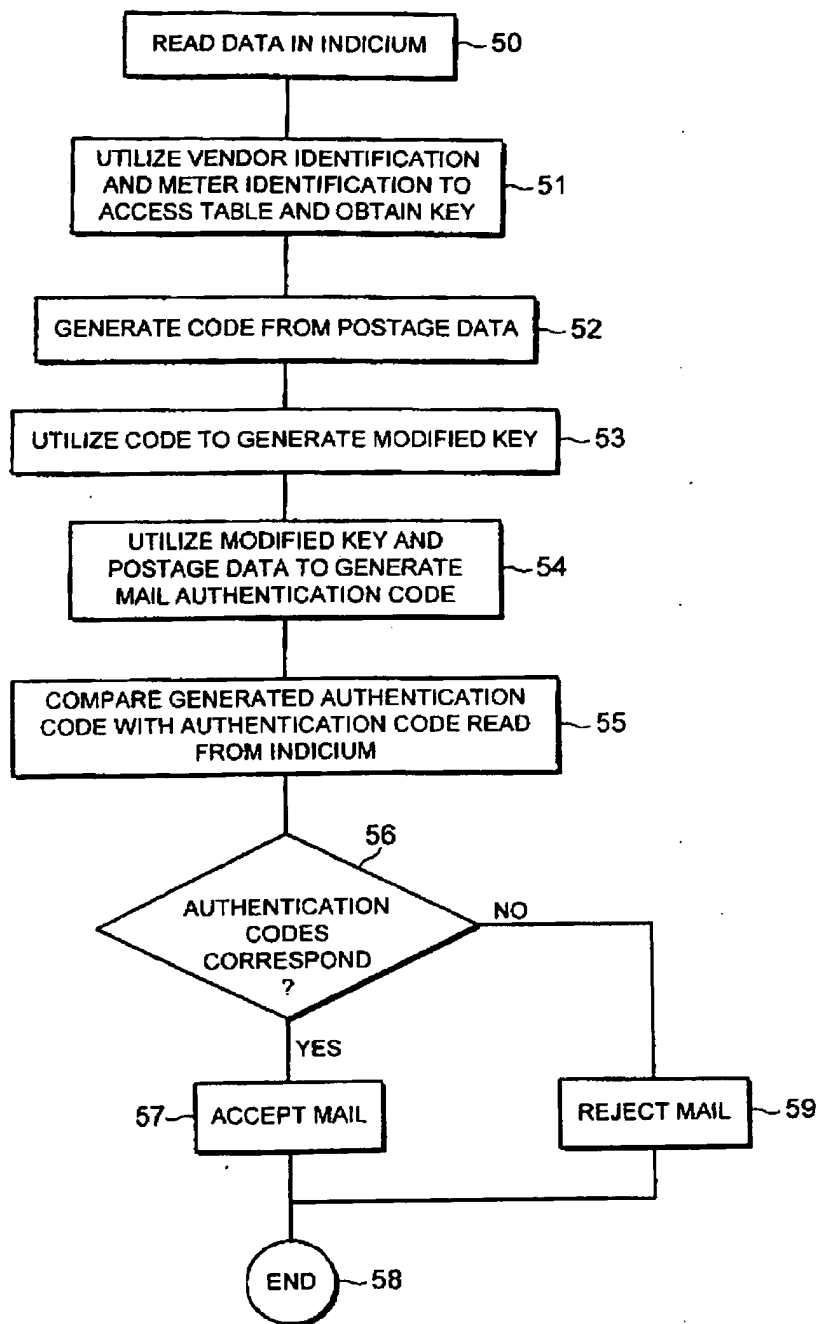 READ DATA IN INDICIUM
50
UTILIZE VENDOR IDENTIFICATION
AND METER IDENTIFICATION TO
ACCESS TABLE AND OBTAIN KEY
51
GENERATE CODE FROM POSTAGE DATA
52
UTILIZE CODE TO GENERATE MODIFIED KEY
53
UTILIZE MODIFIED KEY AND
POSTAGE DATA TO GENERATE
MAIL AUTHENTICATION CODE
54
COMPARE GENERATED AUTHENTICATION
CODE WITH AUTHENTICATION CODE READ
FROM INDICIUM
55
56
AUTHENTICATION
CODES
CORRESPOND
?
NO
YES
57
ACCEPT MAIL
REJECT MAIL
59
END
58